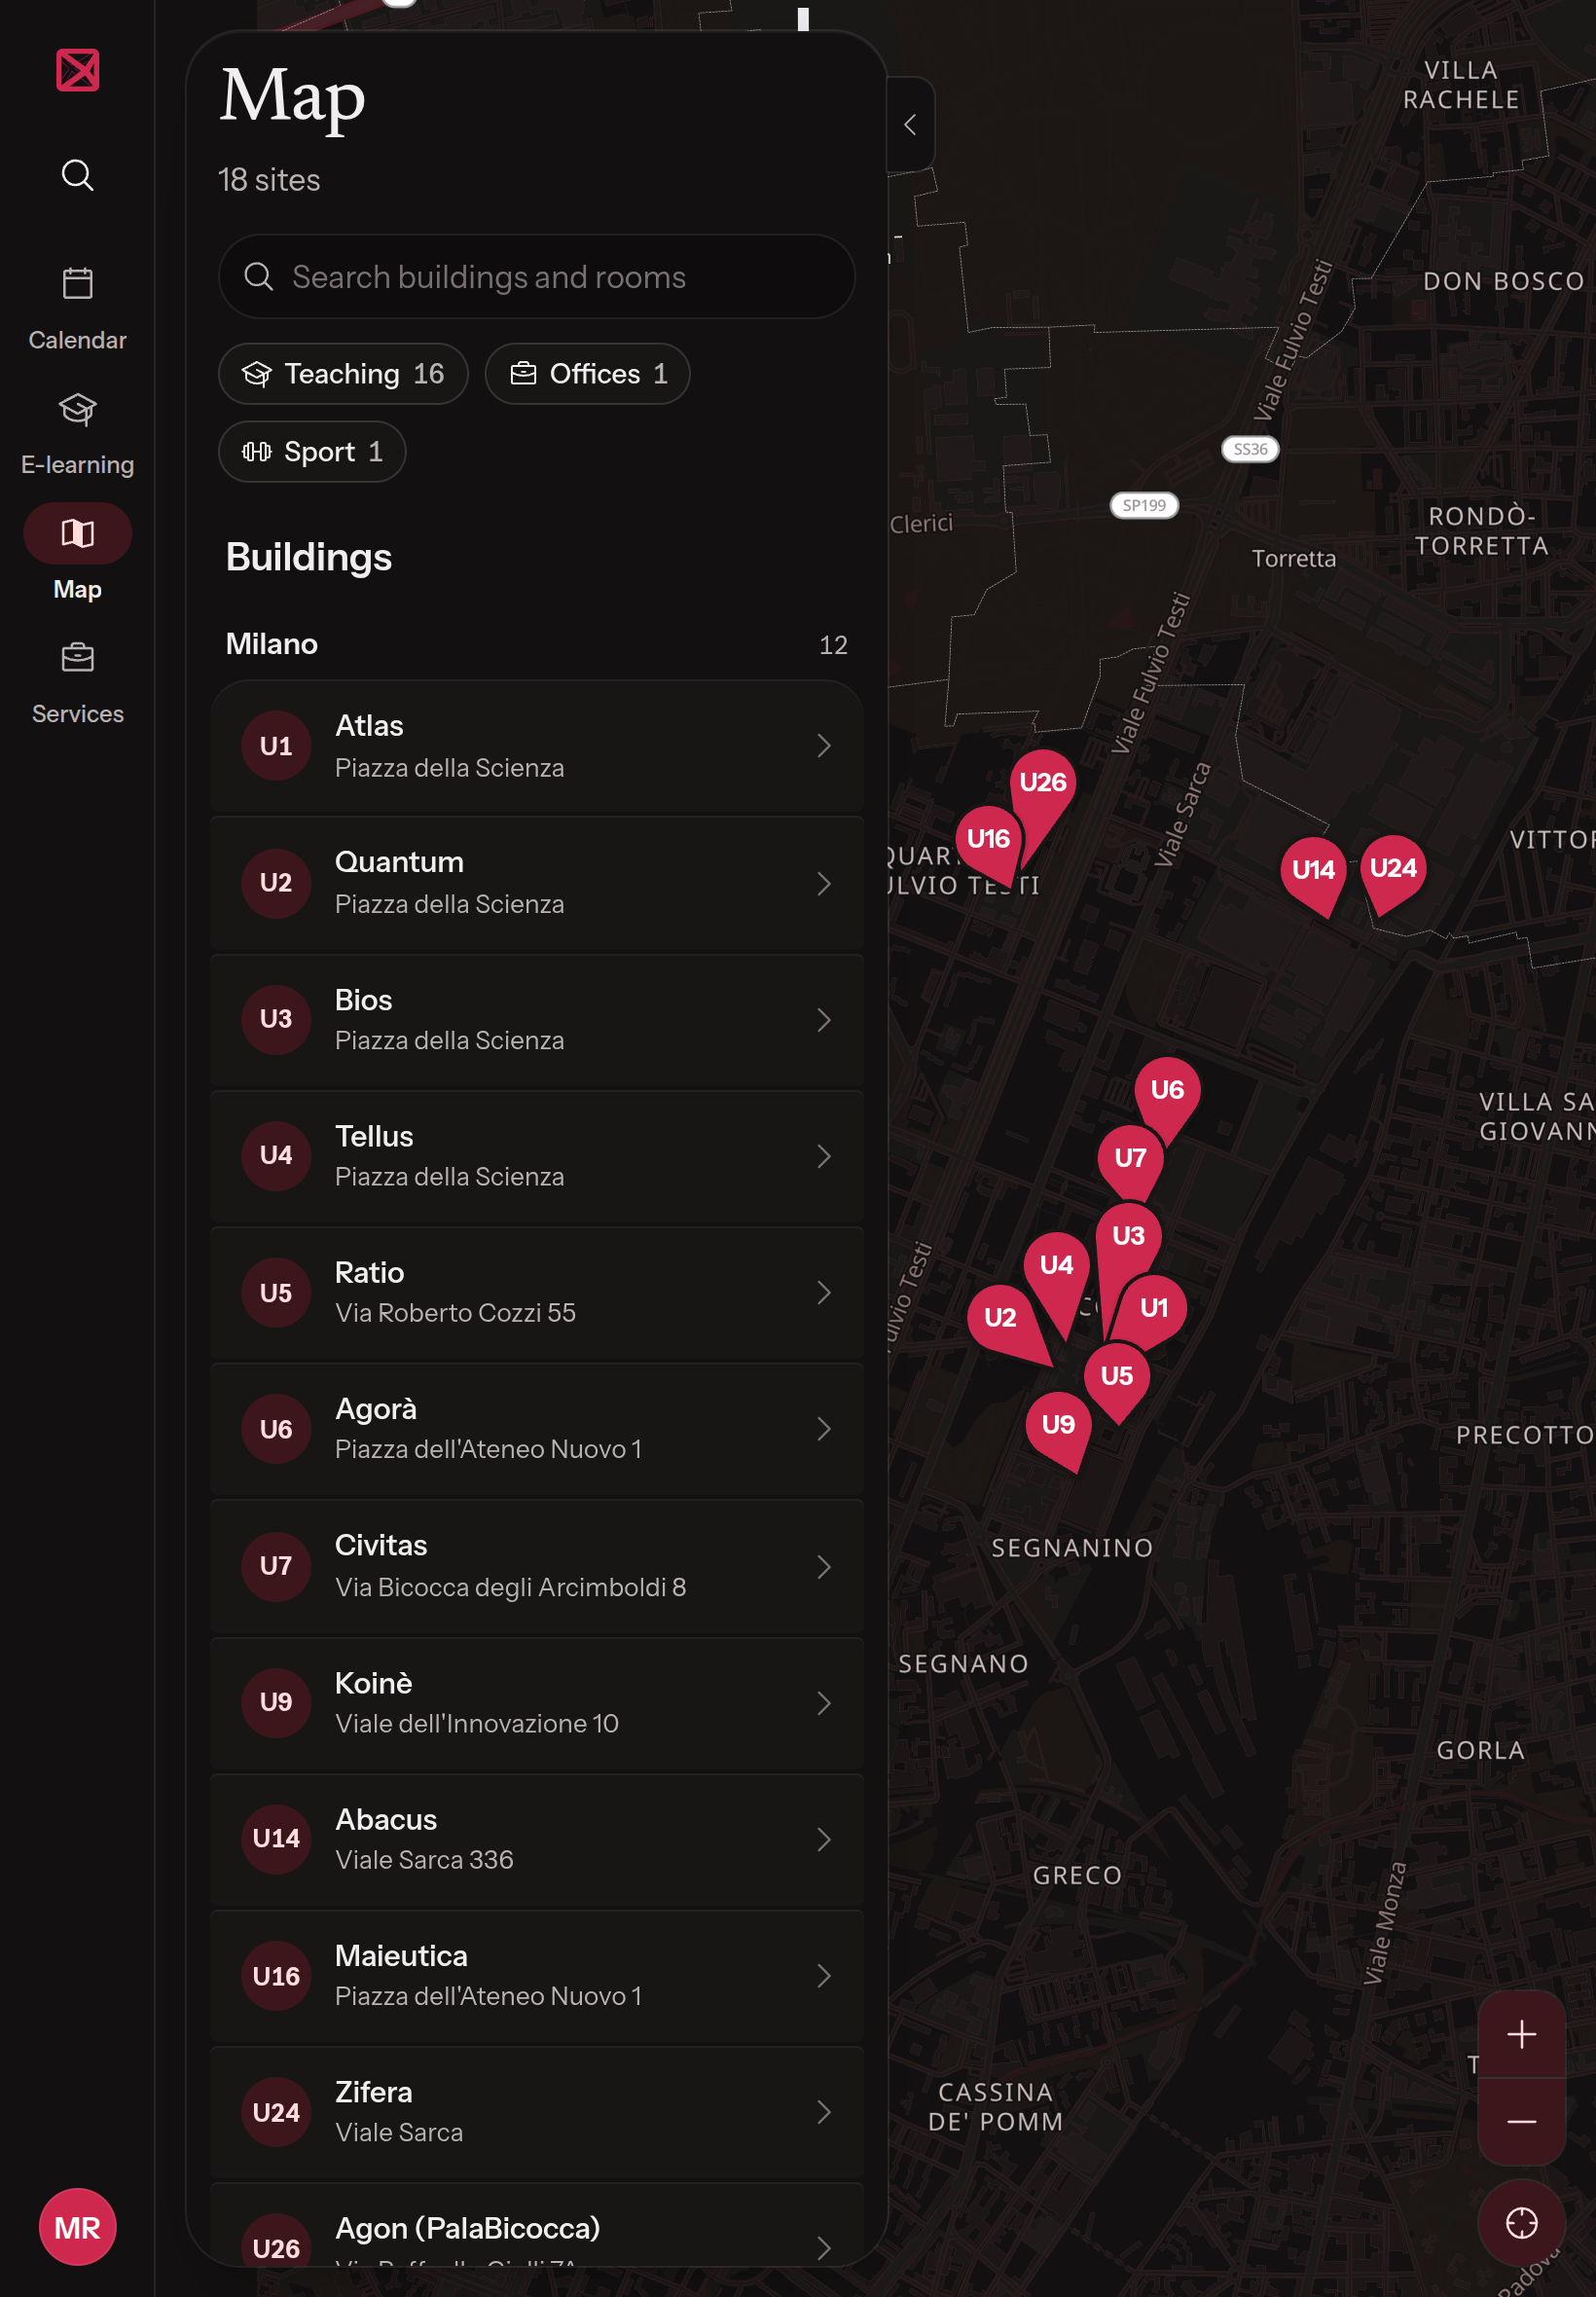 Calendar
E-learning
Map
Services
MR
Map
18 sites
Search buildings and rooms
Teaching 16
Offices 1
Sport 1
Buildings
Milano 12
U1
Atlas
Piazza della Scienza
U2
Quantum
Piazza della Scienza
U3
Bios
Piazza della Scienza
U4
Tellus
Piazza della Scienza
U5
Ratio
Via Roberto Cozzi 55
U6
Agorà
Piazza dell'Ateneo Nuovo 1
U7
Civitas
Via Bicocca degli Arcimboldi 8
U9
Koinè
Viale dell'Innovazione 10
U14
Abacus
Viale Sarca 336
U16
Maieutica
Piazza dell'Ateneo Nuovo 1
U24
Zifera
Viale Sarca
U26
Agon (PalaBicocca)
VILLA
RACHELE
DON BOSCO
Viale Fulvio Testi
SS36
SP199
Clerici
RONDÒ-
TORRETTA
Torretta
Viale Fulvio Testi
Viale Sarca
U26
U16
U14
U24
U6
U7
U3
U4
U1
U2
U5
U9
PRECOTTO
SEGNANINO
SEGNANO
GORLA
GRECO
Viale Monza
CASSINA
DE' POMM
Padova